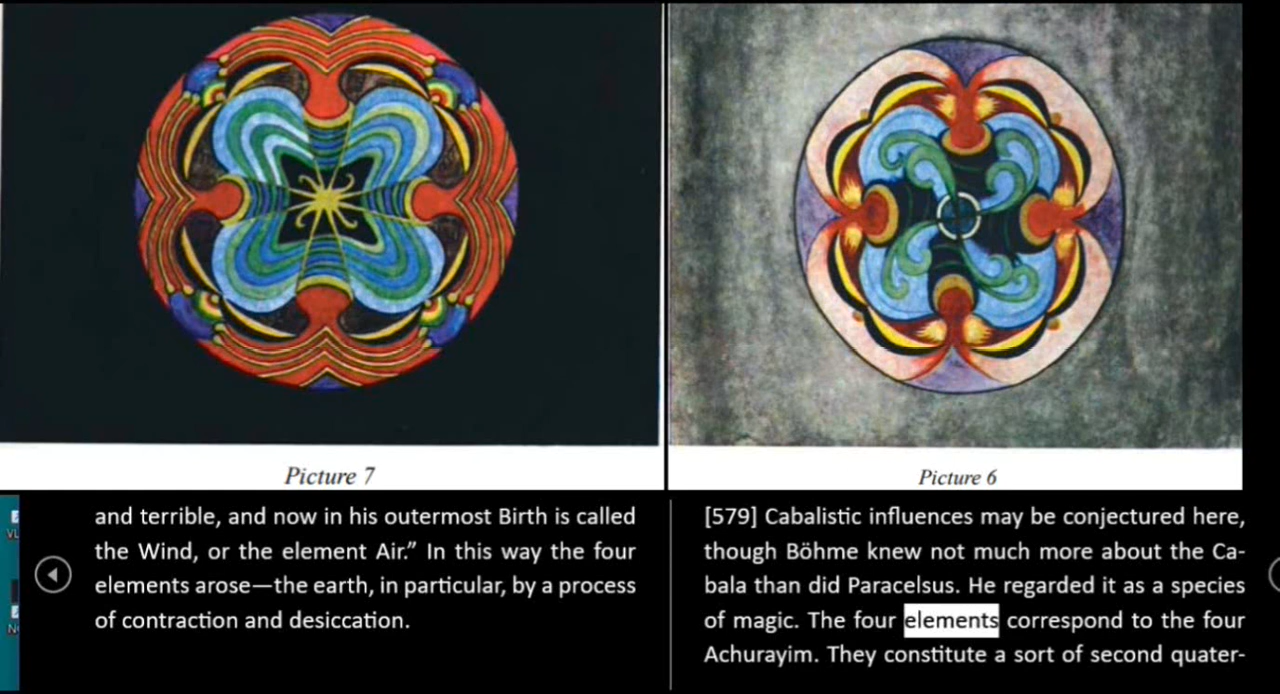 Picture 7
Picture 6
and terrible, and now in his outermost Birth is called
the Wind, or the element Air.” In this way the four
elements arose—the earth, in particular, by a process
of contraction and desiccation.
[579] Cabalistic influences may be conjectured here,
though Böhme knew not much more about the Ca-
bala than did Paracelsus. He regarded it as a species
of magic. The four elements correspond to the four
Achurayim. They constitute a sort of second quater-